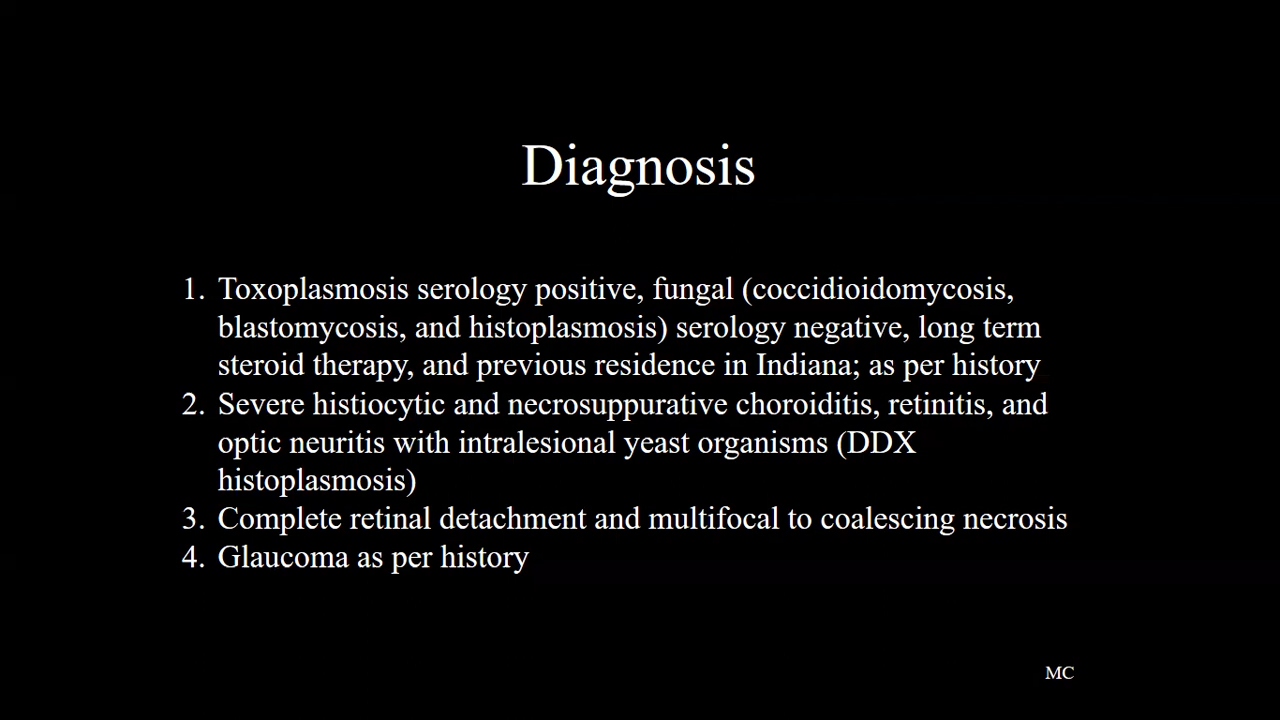 Diagnosis
1. Toxoplasmosis serology positive, fungal (coccidioidomycosis,
blastomycosis, and histoplasmosis) serology negative, long term
steroid therapy, and previous residence in Indiana; as per history
2. Severe histiocytic and necrosuppurative choroiditis, retinitis, and
optic neuritis with intralesional yeast organisms (DDX
histoplasmosis)
3. Complete retinal detachment and multifocal to coalescing necrosis
4. Glaucoma as per history
MC